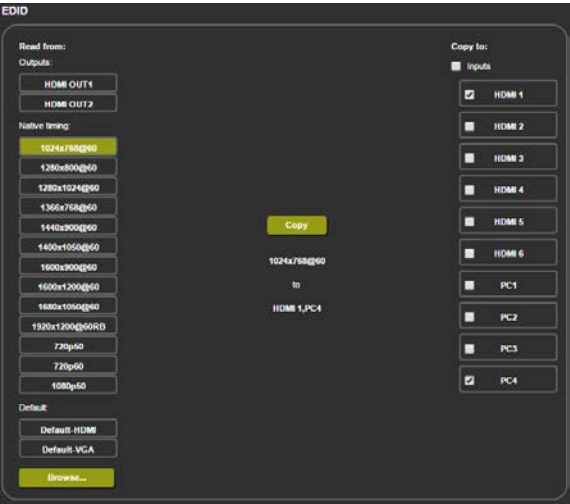 EDID
Read from:
Outputs:
HDMI OUT1
HDMI OUT2
Native timing:
1024x768@60
1280x800@60
1280x1024@60
1366x768@60
1440x900@60
1400x1050@60
1600x900@60
1600x1200@60
1680x1050@60
1920x1200@60RB
720p50
720p60
1080p50
Default:
Default-HDMI
Default-VGA
Browse...
Copy
1024x768@60
to
HDMI 1,PC4
Copy to:
Inputs
HDMI 1
HDMI 2
HDMI 3
HDMI 4
HDMI 5
HDMI 6
PC1
PC2
PC3
PC4